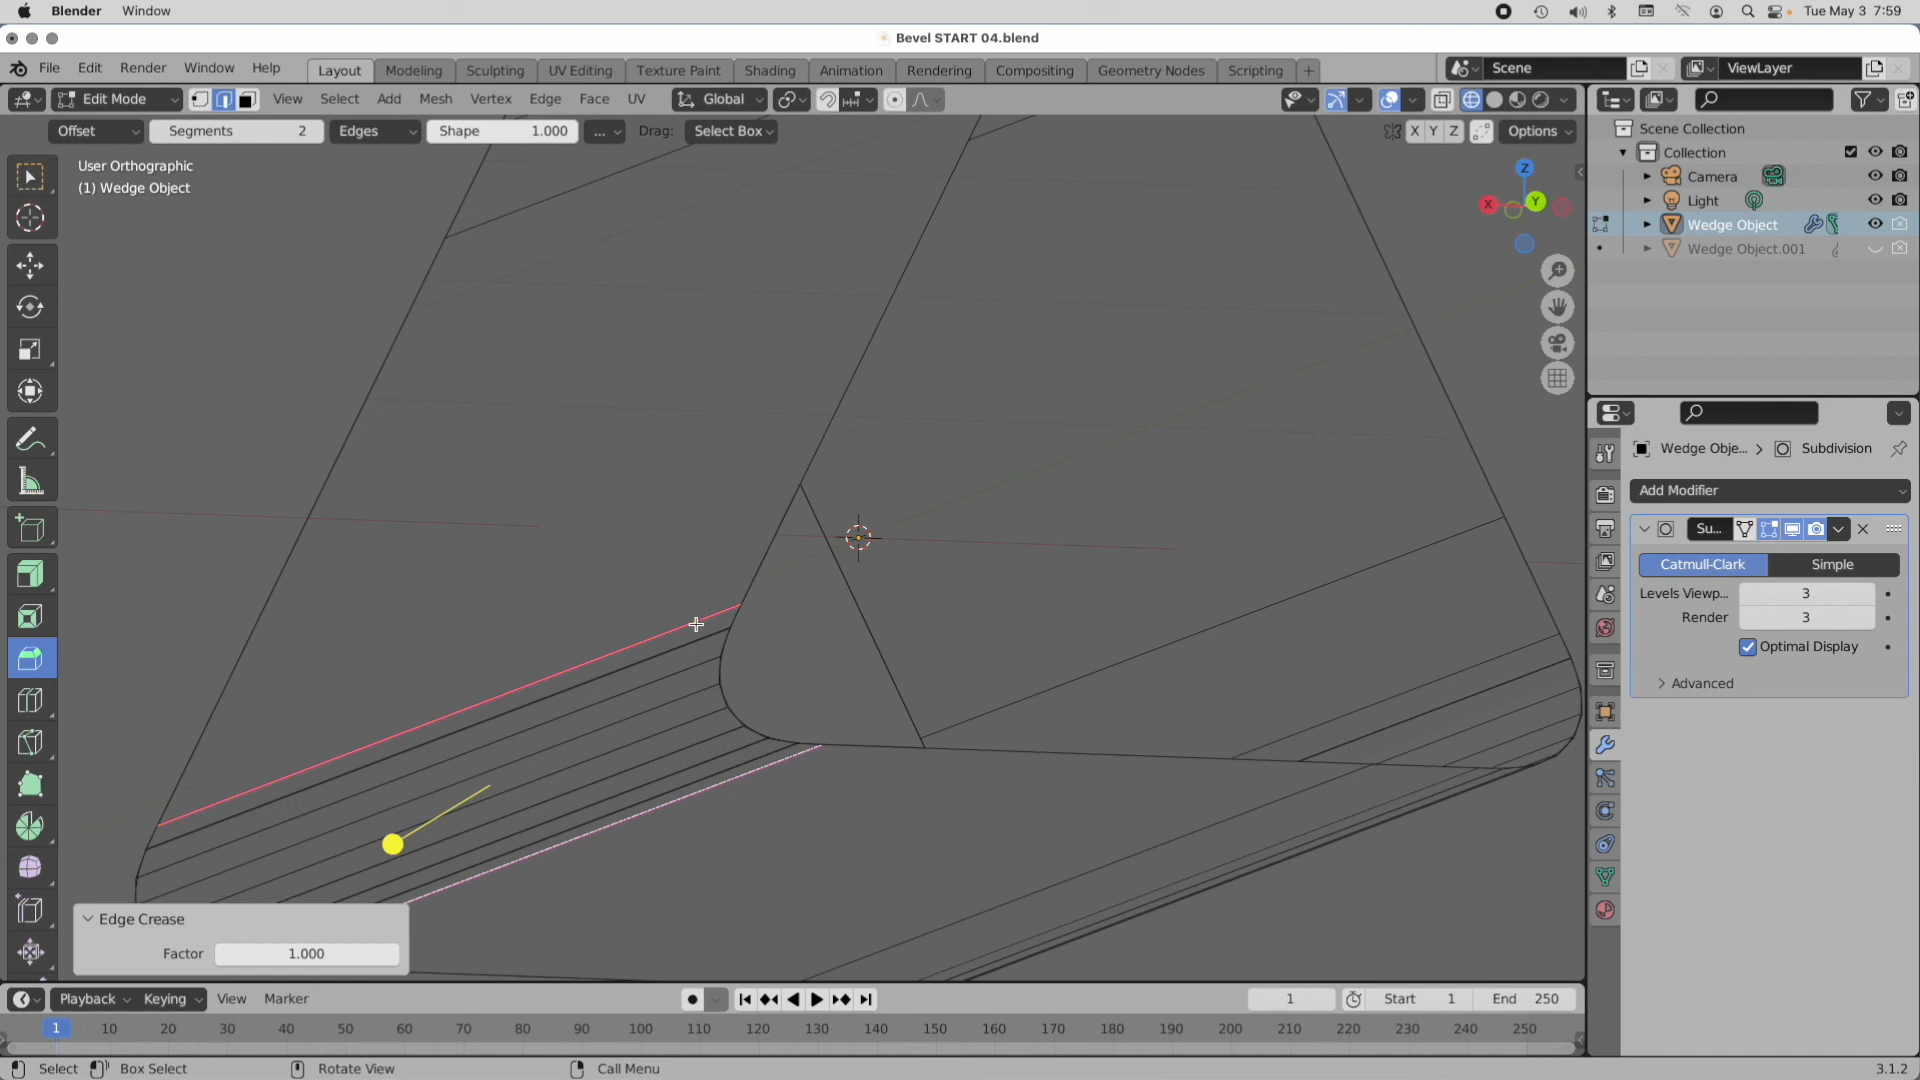 Blender Window Tue May 3 7:59
Bevel START 04.blend
File Edit Render Window Help Layout Modeling Sculpting UV Editing Texture Paint Shading Animation Rendering Compositing Geometry Nodes Scripting Scene ViewLayer
Edit Mode View Select Add Mesh Vertex Edge Face UV Global
Offset Segments 2 Edges Shape 1.000 ... Drag: Select Box X Y Z Options
User Orthographic
(1) Wedge Object
Z
X
Y
Scene Collection
Collection
Camera
Light
Wedge Object
Wedge Object.001
Wedge Obje... Subdivision
Add Modifier
Su...
Catmull-Clark Simple
Levels Viewp... 3
Render 3
Optimal Display
Advanced
Edge Crease
Factor 1.000
Playback Keying View Marker 1 Start 1 End 250
1 10 20 30 40 50 60 70 80 90 100 110 120 130 140 150 160 170 180 190 200 210 220 230 240 250
Select Box Select Rotate View Call Menu 3.1.2